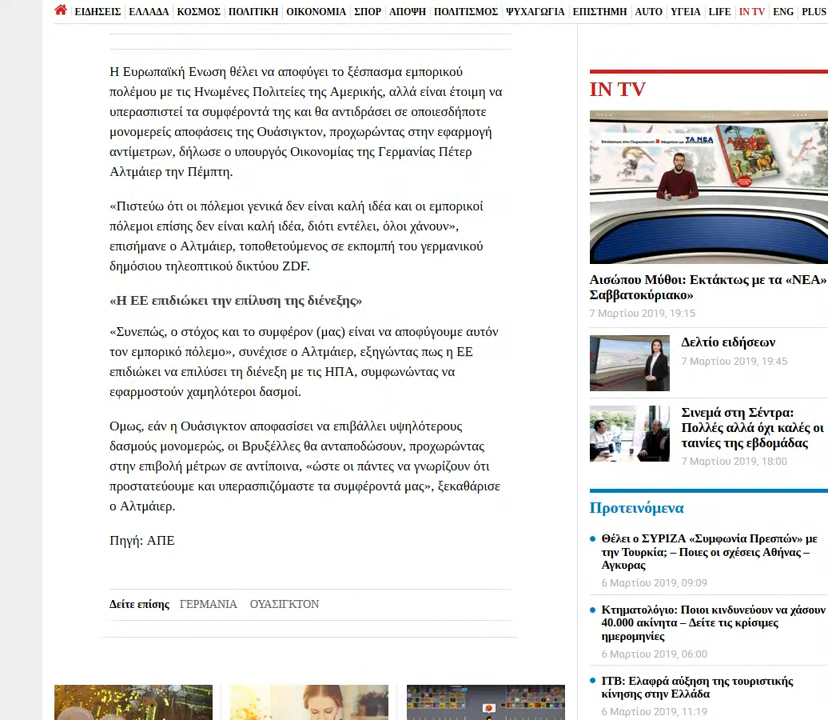 ΕΙΔΗΣΕΙΣ ΕΛΛΑΔΑ ΚΟΣΜΟΣ ΠΟΛΙΤΙΚΗ ΟΙΚΟΝΟΜΙΑ ΣΠΟΡ ΑΠΟΨΗ ΠΟΛΙΤΙΣΜΟΣ ΨΥΧΑΓΩΓΙΑ ΕΠΙΣΤΗΜΗ AUTO ΥΓΕΙΑ LIFE IN TV ENG PLUS
Η Ευρωπαϊκή Ενωση θέλει να αποφύγει το ξέσπασμα εμπορικού
πολέμου με τις Ηνωμένες Πολιτείες της Αμερικής, αλλά είναι έτοιμη να
υπερασπιστεί τα συμφέροντά της και θα αντιδράσει σε οποιεσδήποτε
μονομερείς αποφάσεις της Ουάσιγκτον, προχωρώντας στην εφαρμογή
αντίμετρων, δήλωσε ο υπουργός Οικονομίας της Γερμανίας Πέτερ
Αλτμάιερ την Πέμπτη.
«Πιστεύω ότι οι πόλεμοι γενικά δεν είναι καλή ιδέα και οι εμπορικοί
πόλεμοι επίσης δεν είναι καλή ιδέα, διότι εντέλει, όλοι χάνουν»,
επισήμανε ο Αλτμάιερ, τοποθετούμενος σε εκπομπή του γερμανικού
δημόσιου τηλεοπτικού δικτύου ZDF.
«Η ΕΕ επιδιώκει την επίλυση της διένεξης»
«Συνεπώς, ο στόχος και το συμφέρον (μας) είναι να αποφύγουμε αυτόν
τον εμπορικό πόλεμο», συνέχισε ο Αλτμάιερ, εξηγώντας πως η ΕΕ
επιδιώκει να επιλύσει τη διένεξη με τις ΗΠΑ, συμφωνώντας να
εφαρμοστούν χαμηλότεροι δασμοί.
Ομως, εάν η Ουάσιγκτον αποφασίσει να επιβάλλει υψηλότερους
δασμούς μονομερώς, οι Βρυξέλλες θα ανταποδώσουν, προχωρώντας
στην επιβολή μέτρων σε αντίποινα, «ώστε οι πάντες να γνωρίζουν ότι
προστατεύουμε και υπερασπιζόμαστε τα συμφέροντά μας», ξεκαθάρισε
ο Αλτμάιερ.
Πηγή: ΑΠΕ
Δείτε επίσης ΓΕΡΜΑΝΙΑ ΟΥΑΣΙΓΚΤΟΝ
IN TV
ΤΑ ΝΕΑ
Αισώπου Μύθοι: Εκτάκτως με τα «ΝΕΑ»
Σαββατοκύριακο»
7 Μαρτίου 2019, 19:15
Δελτίο ειδήσεων
7 Μαρτίου 2019, 19:45
Σινεμά στη Σέντρα:
Πολλές αλλά όχι καλές οι
ταινίες της εβδομάδας
7 Μαρτίου 2019, 18:00
Προτεινόμενα
Θέλει ο ΣΥΡΙΖΑ «Συμφωνία Πρεσπών» με
την Τουρκία; – Ποιες οι σχέσεις Αθήνας –
Αγκυρας
6 Μαρτίου 2019, 09:09
Κτηματολόγιο: Ποιοι κινδυνεύουν να χάσουν
40.000 ακίνητα – Δείτε τις κρίσιμες
ημερομηνίες
6 Μαρτίου 2019, 06:00
ITB: Ελαφρά αύξηση της τουριστικής
κίνησης στην Ελλάδα
6 Μαρτίου 2019, 11:19